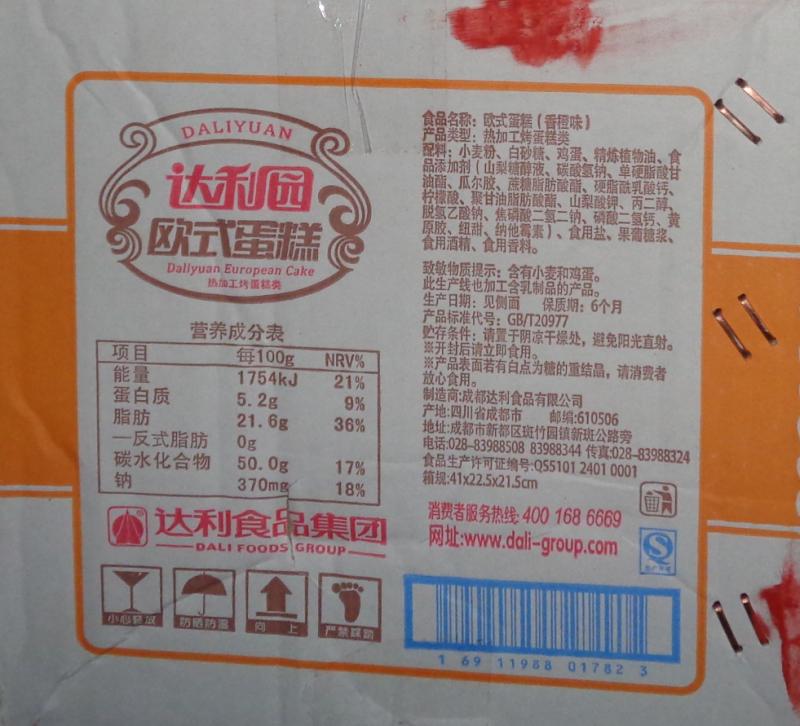 DALIYUAN
达利园
欧式蛋糕
Daliyuan European Cake
热加工烤蛋糕类
营养成分表
项目 每100g NRV%
能量 1754kJ 21%
蛋白质 5.2g 9%
脂肪 21.6g 36%
—反式脂肪 0g
碳水化合物 50.0g 17%
钠 370mg 18%
达利食品集团
DALI FOODS GROUP
小心轻放
防晒防湿
向 上
严禁踩踏
食品名称: 欧式蛋糕（香橙味）
产品类型: 热加工烤蛋糕类
配料: 小麦粉、白砂糖、鸡蛋、精炼植物油、食
品添加剂（山梨糖醇液、碳酸氢钠、单硬脂酸甘
油酯、瓜尔胶、蔗糖脂肪酸酯、硬脂酰乳酸钙、
柠檬酸、聚甘油脂肪酸酯、山梨酸钾、丙二醇、
脱氢乙酸钠、焦磷酸二氢二钠、磷酸二氢钙、黄
原胶、纽甜、纳他霉素）、食用盐、果葡糖浆、
食用酒精、食用香料。
致敏物质提示: 含有小麦和鸡蛋。
此生产线也加工含乳制品的产品。
生产日期: 见侧面 保质期: 6个月
产品标准代号: GB/T20977
贮存条件: 请置于阴凉干燥处，避免阳光直射。
※开封后请立即食用。
※产品表面若有白点为糖的重结晶，请消费者
放心食用。
制造商:成都达利食品有限公司
产地:四川省成都市 邮编:610506
地址:成都市新都区斑竹园镇新斑公路旁
电话:028-83988508 83988344 传真:028-83988324
食品生产许可证编号:QS5101 2401 0001
箱规:41x22.5x21.5cm
消费者服务热线: 400 168 6669
网址:www.dali-group.com
1 69 11988 01782 3